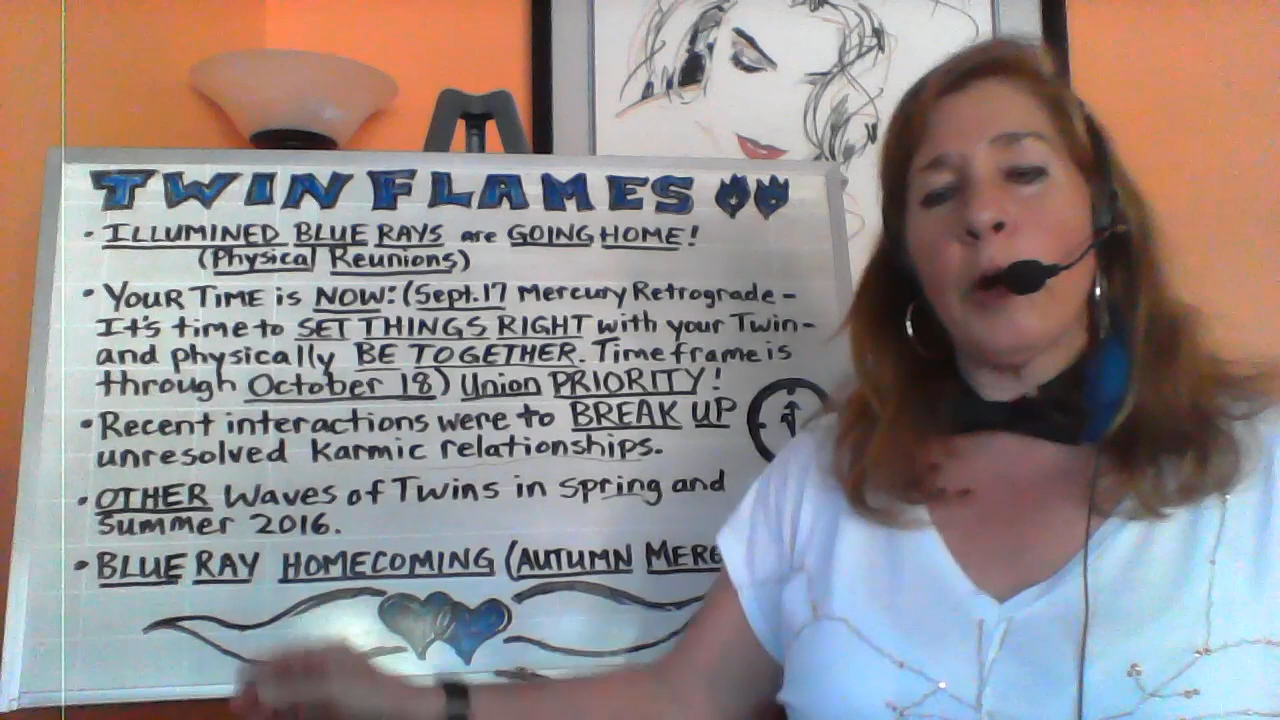 TWIN FLAMES
• ILLUMINED BLUE RAYS are GOING HOME!
(Physical Reunions)
• YOUR TIME is NOW: (Sept. 17 Mercury Retrograde -
It's time to SET THINGS RIGHT with your Twin -
and physically BE TOGETHER. Timeframe is
through October 18) Union PRIORITY!
• Recent interactions were to BREAK UP
unresolved Karmic relationships.
• OTHER Waves of Twins in Spring and
Summer 2016.
• BLUE RAY HOMECOMING (AUTUMN